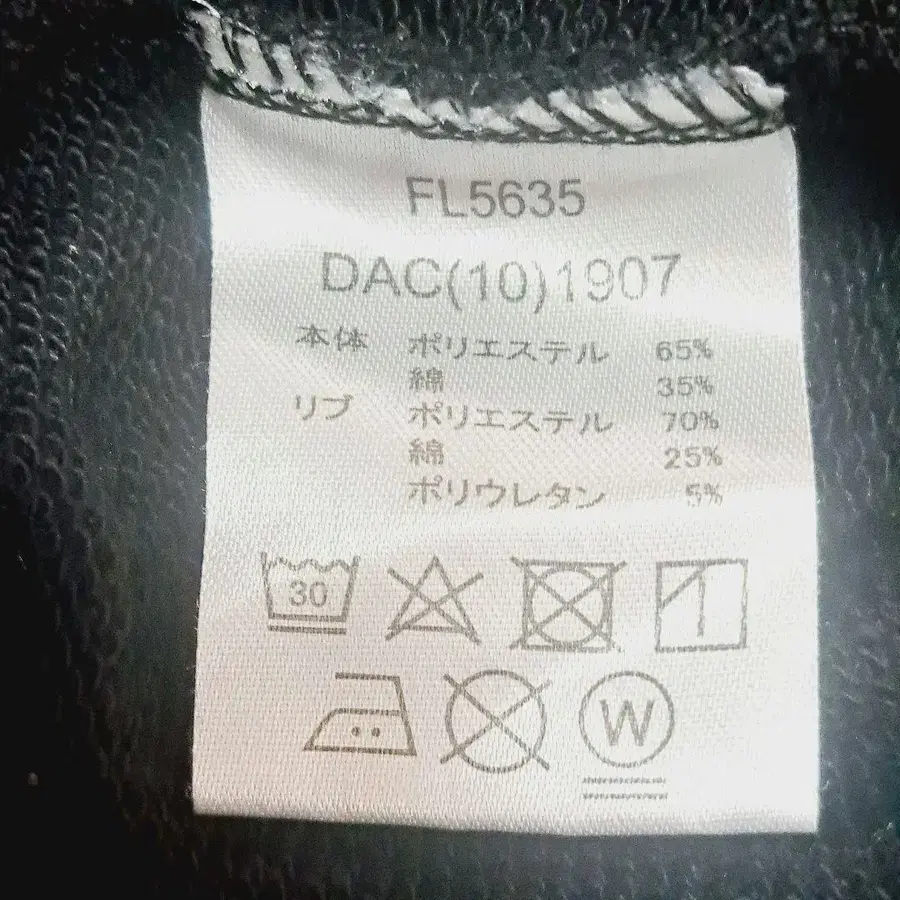 FL5635
DAC(10)1907
本体 ポリエステル 65%
綿 35%
リブ ポリエステル 70%
綿 25%
ポリウレタン 5%
30
W